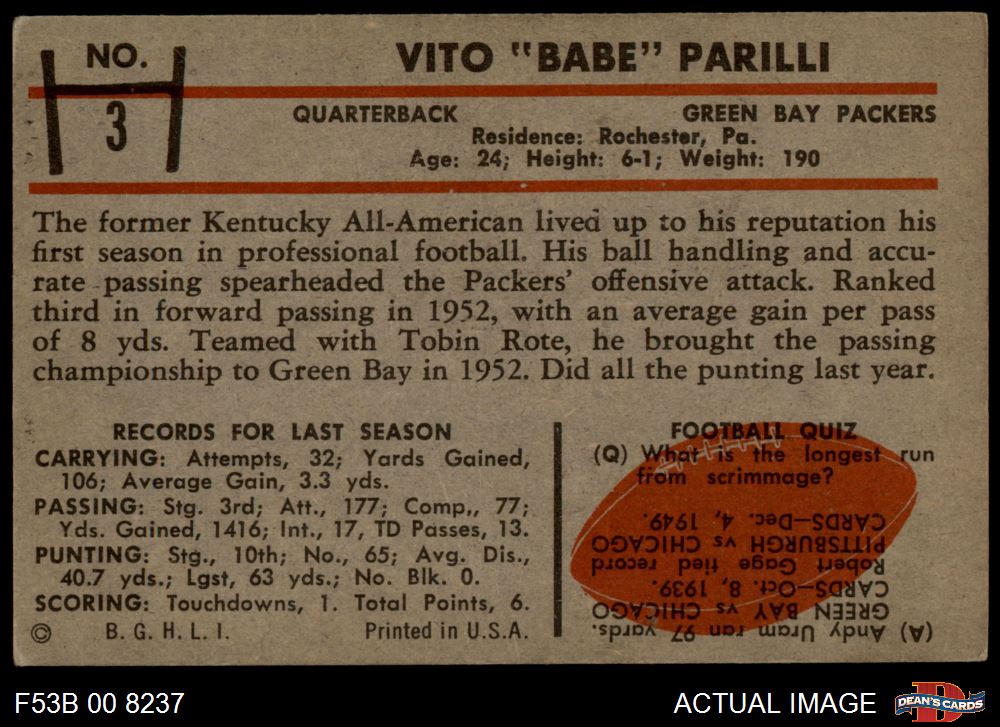 NO.
3
VITO "BABE" PARILLI
QUARTERBACK GREEN BAY PACKERS
Residence: Rochester, Pa.
Age: 24; Height: 6-1; Weight: 190
The former Kentucky All-American lived up to his reputation his
first season in professional football. His ball handling and accu-
rate passing spearheaded the Packers' offensive attack. Ranked
third in forward passing in 1952, with an average gain per pass
of 8 yds. Teamed with Tobin Rote, he brought the passing
championship to Green Bay in 1952. Did all the punting last year.
RECORDS FOR LAST SEASON
CARRYING: Attempts, 32; Yards Gained,
106; Average Gain, 3.3 yds.
PASSING: Stg. 3rd; Att., 177; Comp,, 77;
Yds. Gained, 1416; Int., 17, TD Passes, 13.
PUNTING: Stg., 10th; No., 65; Avg. Dis.,
40.7 yds.; Lgst, 63 yds.; No. Blk. 0.
SCORING: Touchdowns, 1. Total Points, 6.
© B. G. H. L. I. Printed in U.S.A.
FOOTBALL QUIZ
(Q) What is the longest run
from scrimmage?
(A) Andy Uram ran 97 yards.
GREEN BAY vs CHICAGO
CARDS—Oct. 8, 1939.
Robert Gage tied record
PITTSBURGH vs CHICAGO
CARDS—Dec. 4, 1949.
F53B 00 8237
ACTUAL IMAGE
DEAN'S CARDS